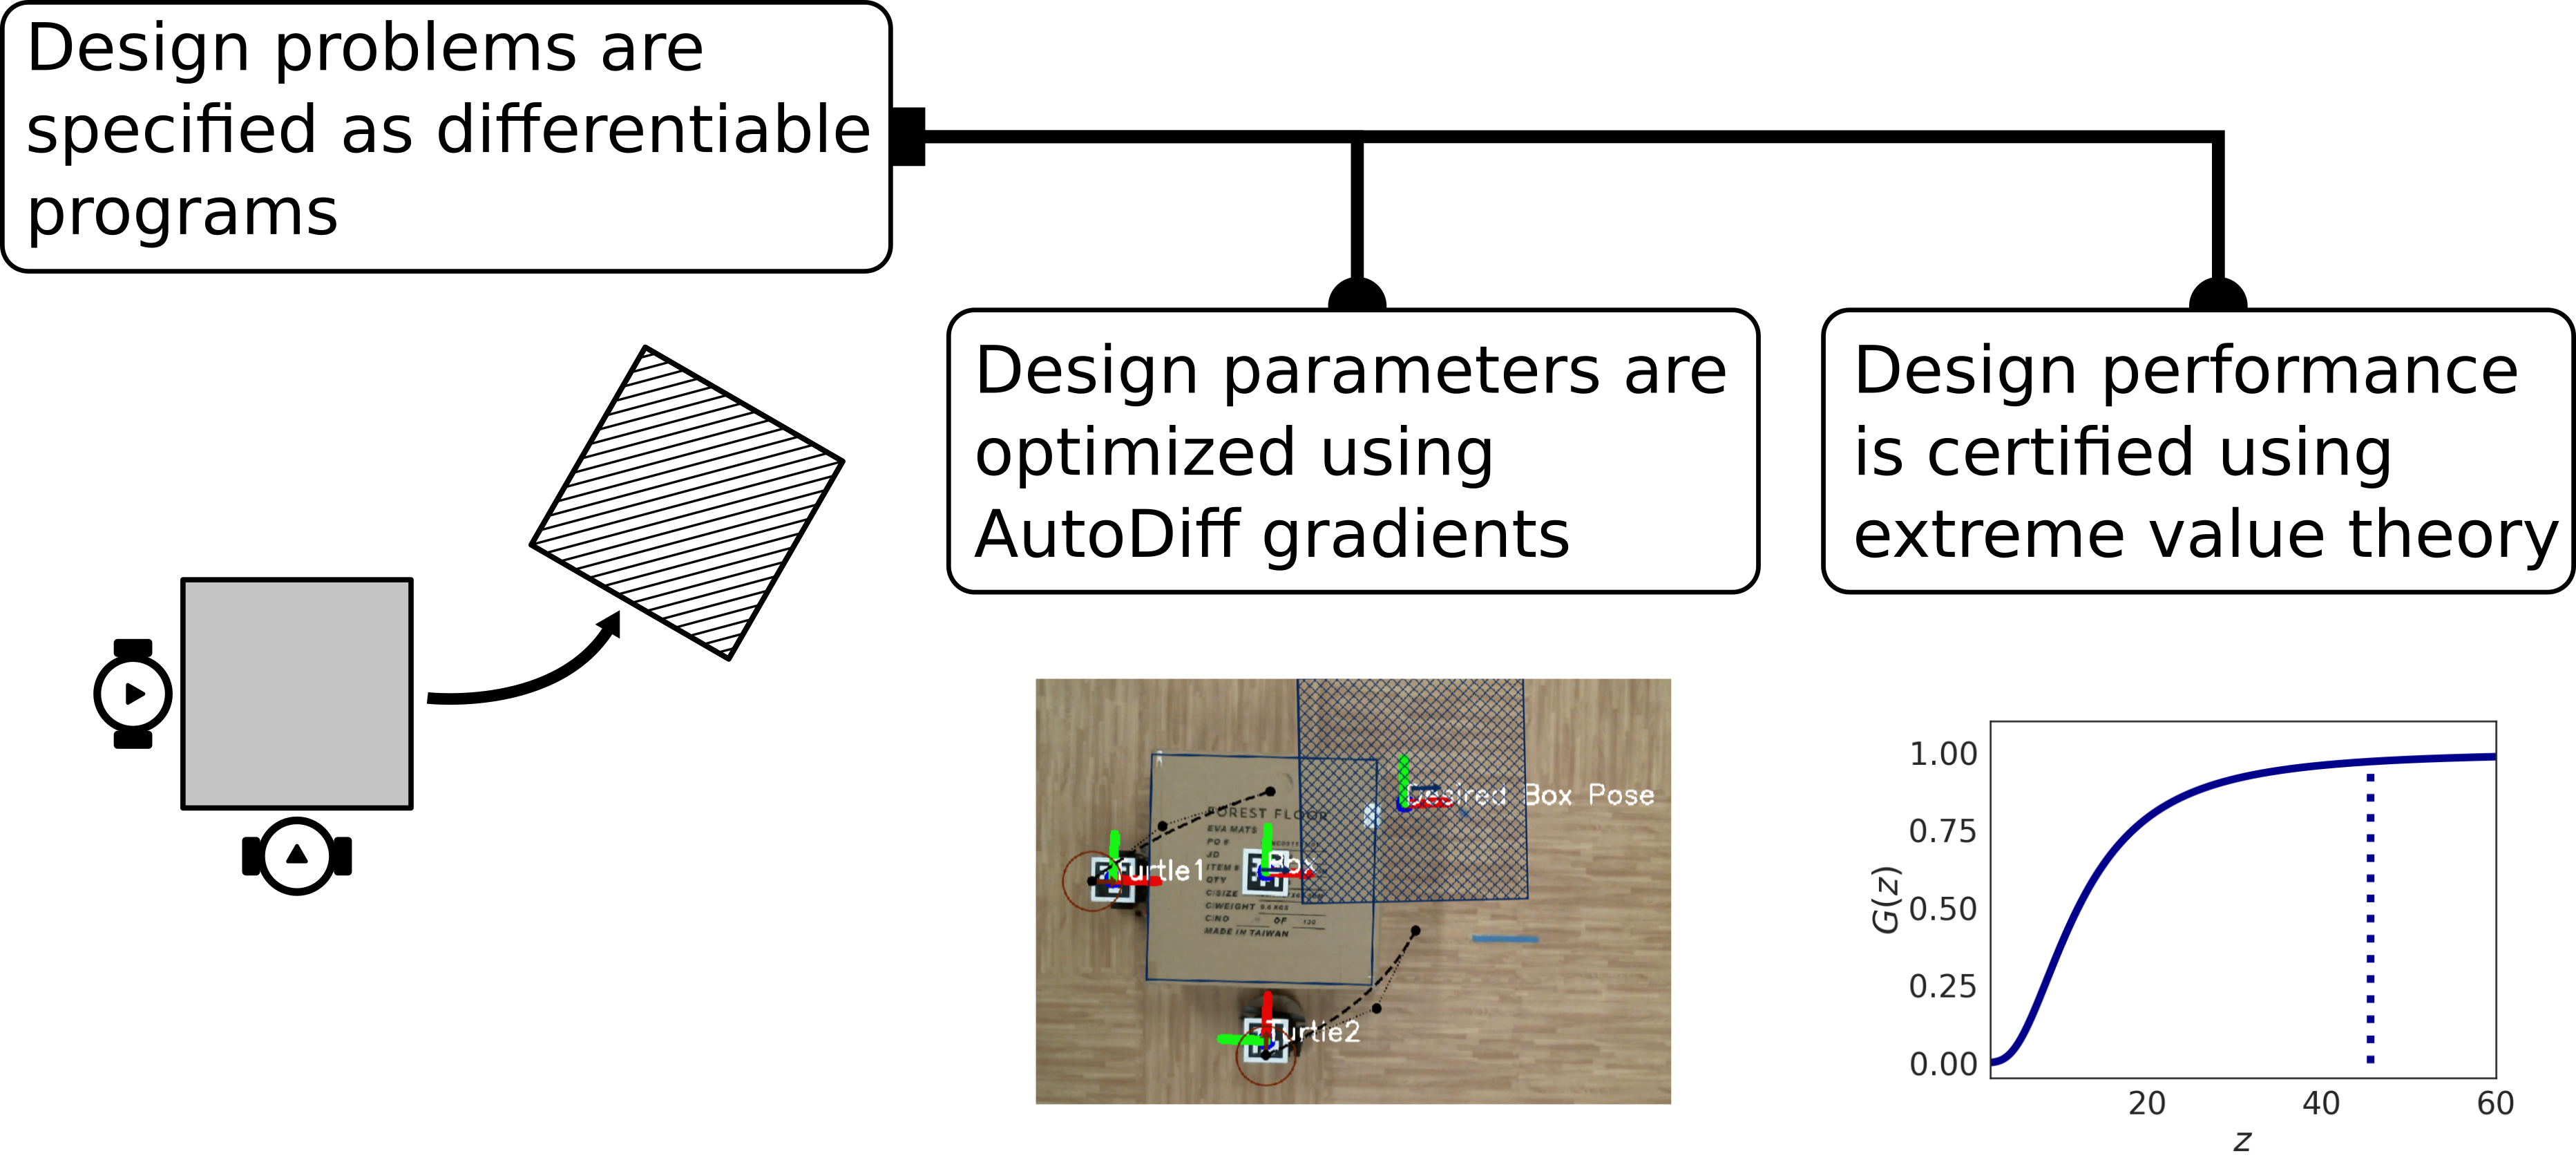 Design problems are
specified as differentiable
programs
Design parameters are
optimized using
AutoDiff gradients
Design performance
is certified using
extreme value theory
Desired Box Pose
FOREST FLOOR
EVA MATS
PO #
JD
ITEM #
QTY
C/SIZE
C/WEIGHT
C/NO OF
MADE IN TAIWAN
Turtle1
Box
Turtle2
G(z)
1.00
0.75
0.50
0.25
0.00
20
40
60
z